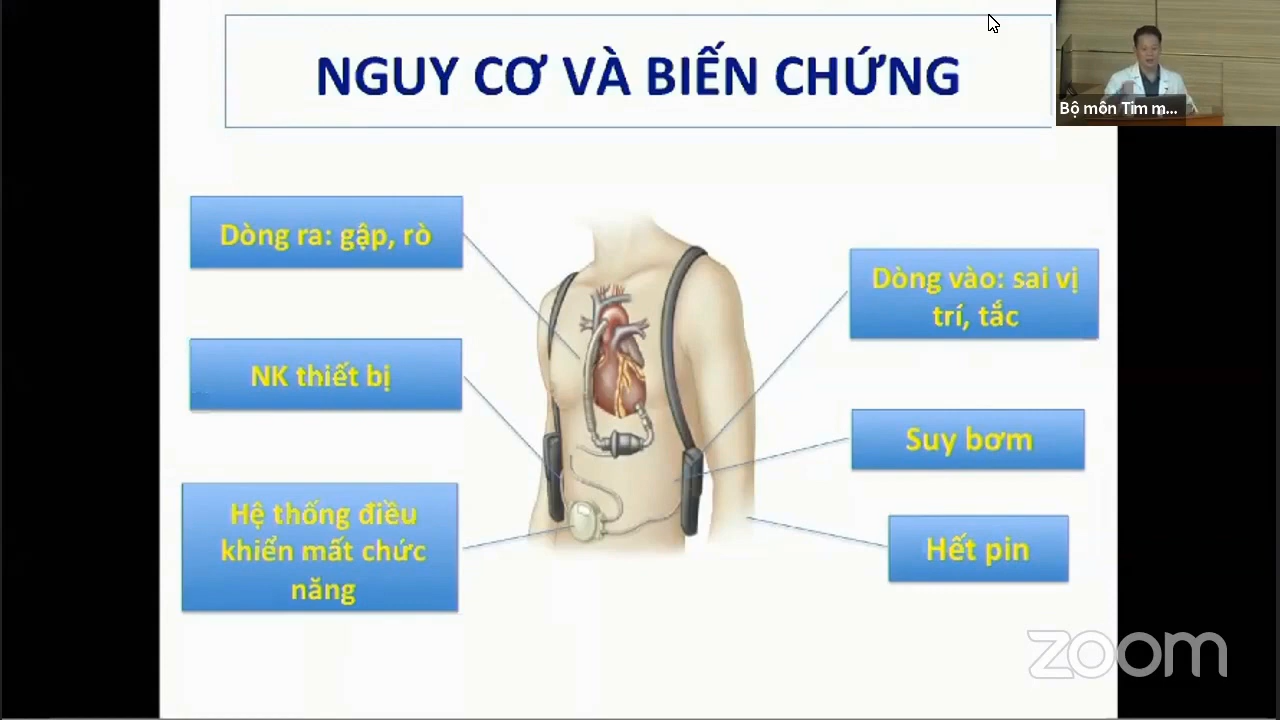 NGUY CƠ VÀ BIẾN CHỨNG
Bộ môn Tim m...
Dòng ra: gập, rò
Dòng vào: sai vị
trí, tắc
NK thiết bị
Suy bơm
Hệ thống điều
khiển mất chức
năng
Hết pin
zoom